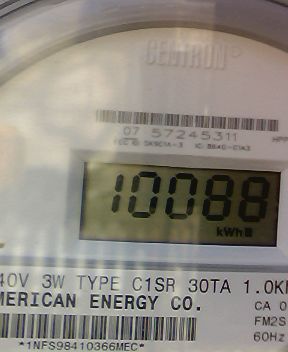 CENTRON
07 57245311
10088
kWh
40V 3W TYPE C1SR 30TA 1.0K
MERICAN ENERGY CO.
CA 0
FM2S
60Hz
*1NFS98410366MEC*